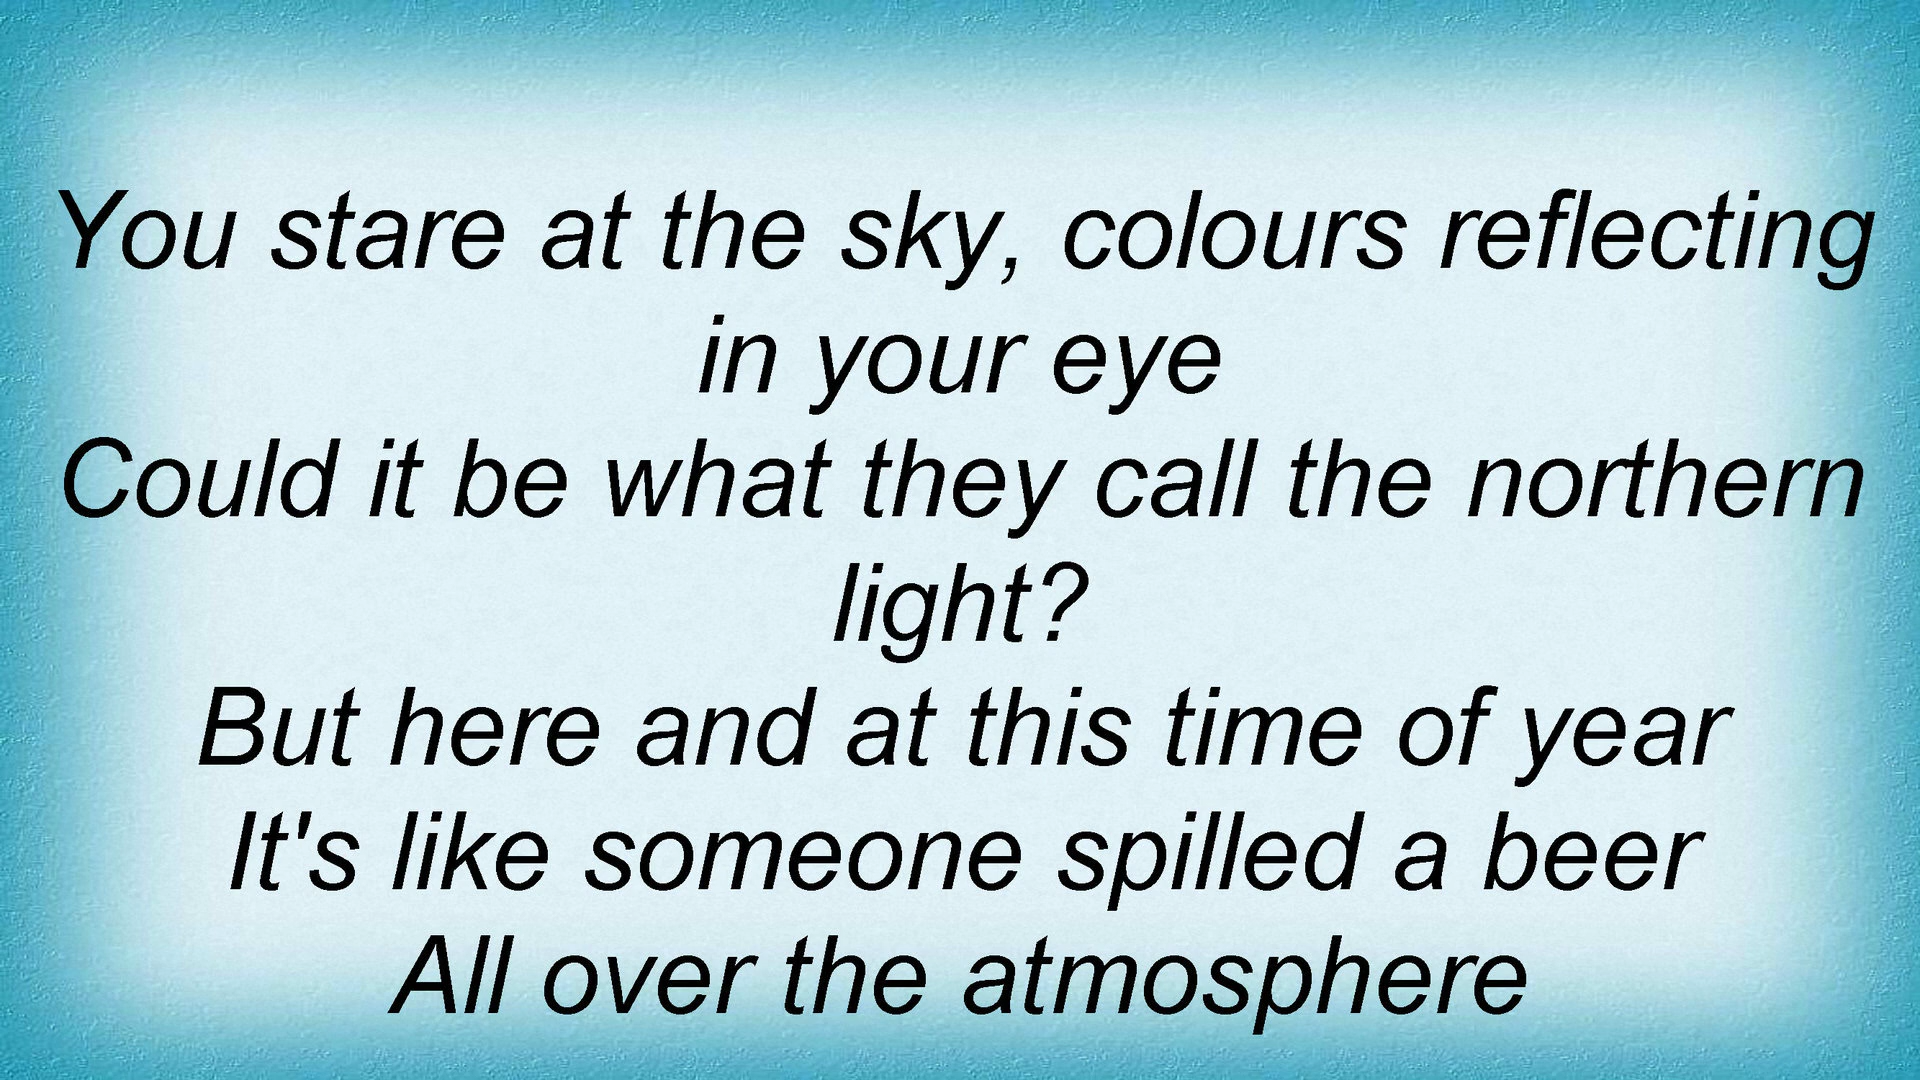 You stare at the sky, colours reflecting
in your eye
Could it be what they call the northern
light?
But here and at this time of year
It's like someone spilled a beer
All over the atmosphere